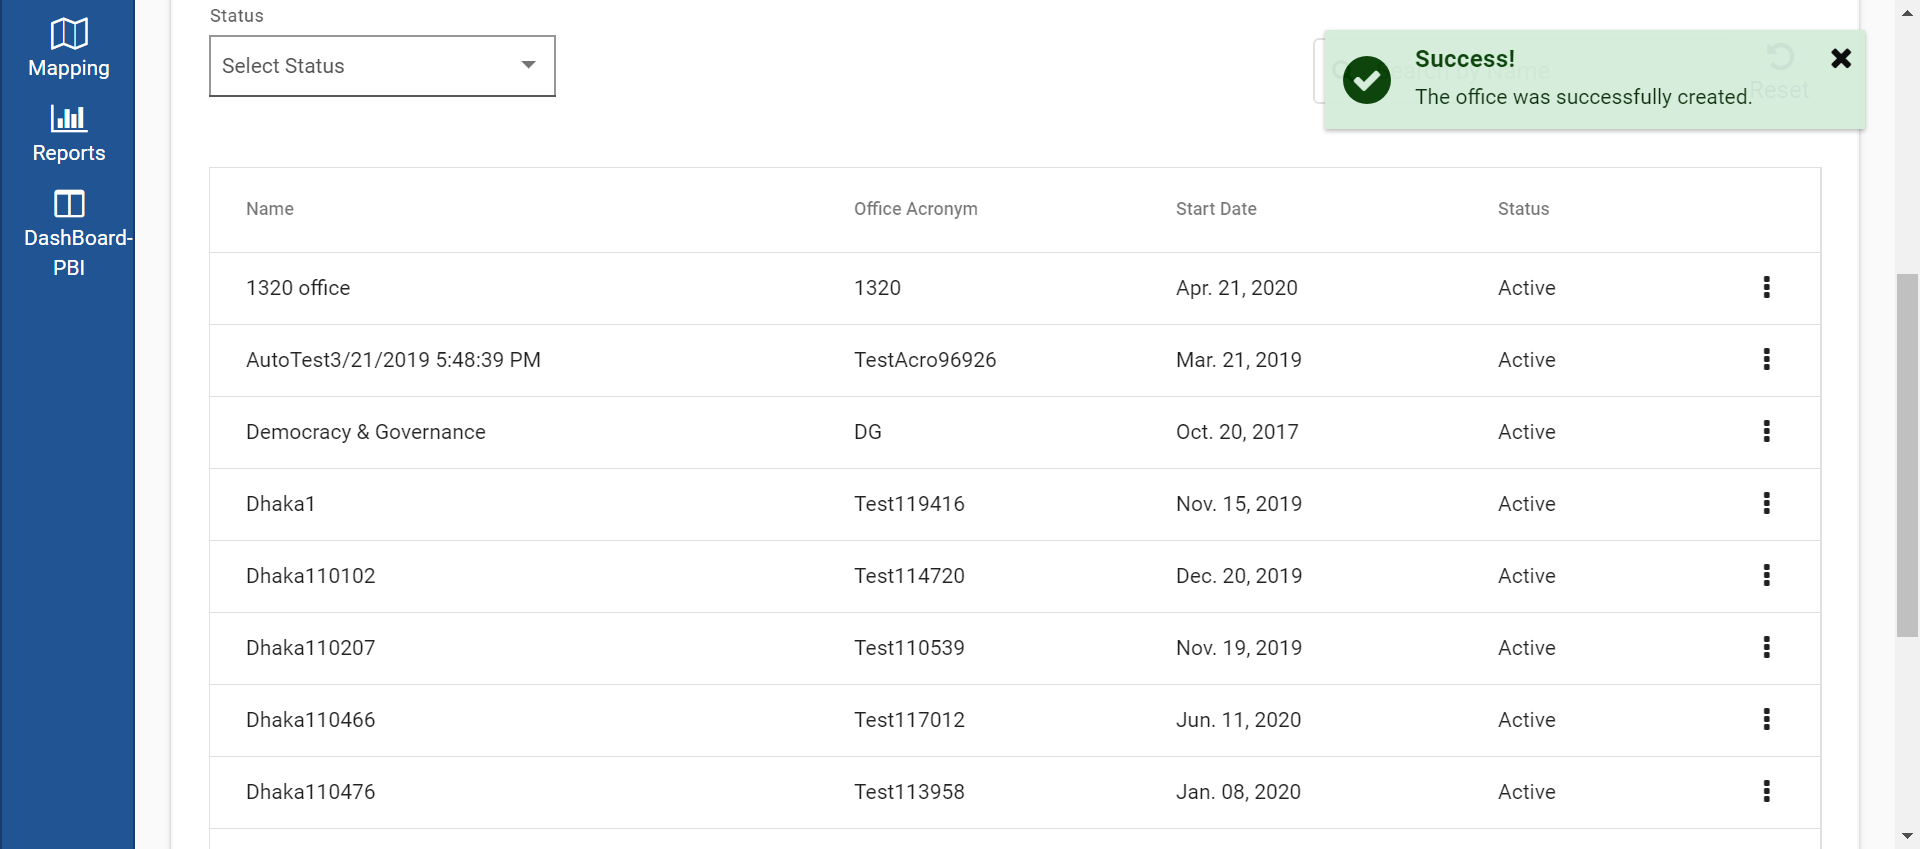 Mapping
Reports
DashBoard-
PBI
Status
Select Status
Search by Name
Reset
Success!
The office was successfully created.
Name Office Acronym Start Date Status
1320 office 1320 Apr. 21, 2020 Active
AutoTest3/21/2019 5:48:39 PM TestAcro96926 Mar. 21, 2019 Active
Democracy & Governance DG Oct. 20, 2017 Active
Dhaka1 Test119416 Nov. 15, 2019 Active
Dhaka110102 Test114720 Dec. 20, 2019 Active
Dhaka110207 Test110539 Nov. 19, 2019 Active
Dhaka110466 Test117012 Jun. 11, 2020 Active
Dhaka110476 Test113958 Jan. 08, 2020 Active